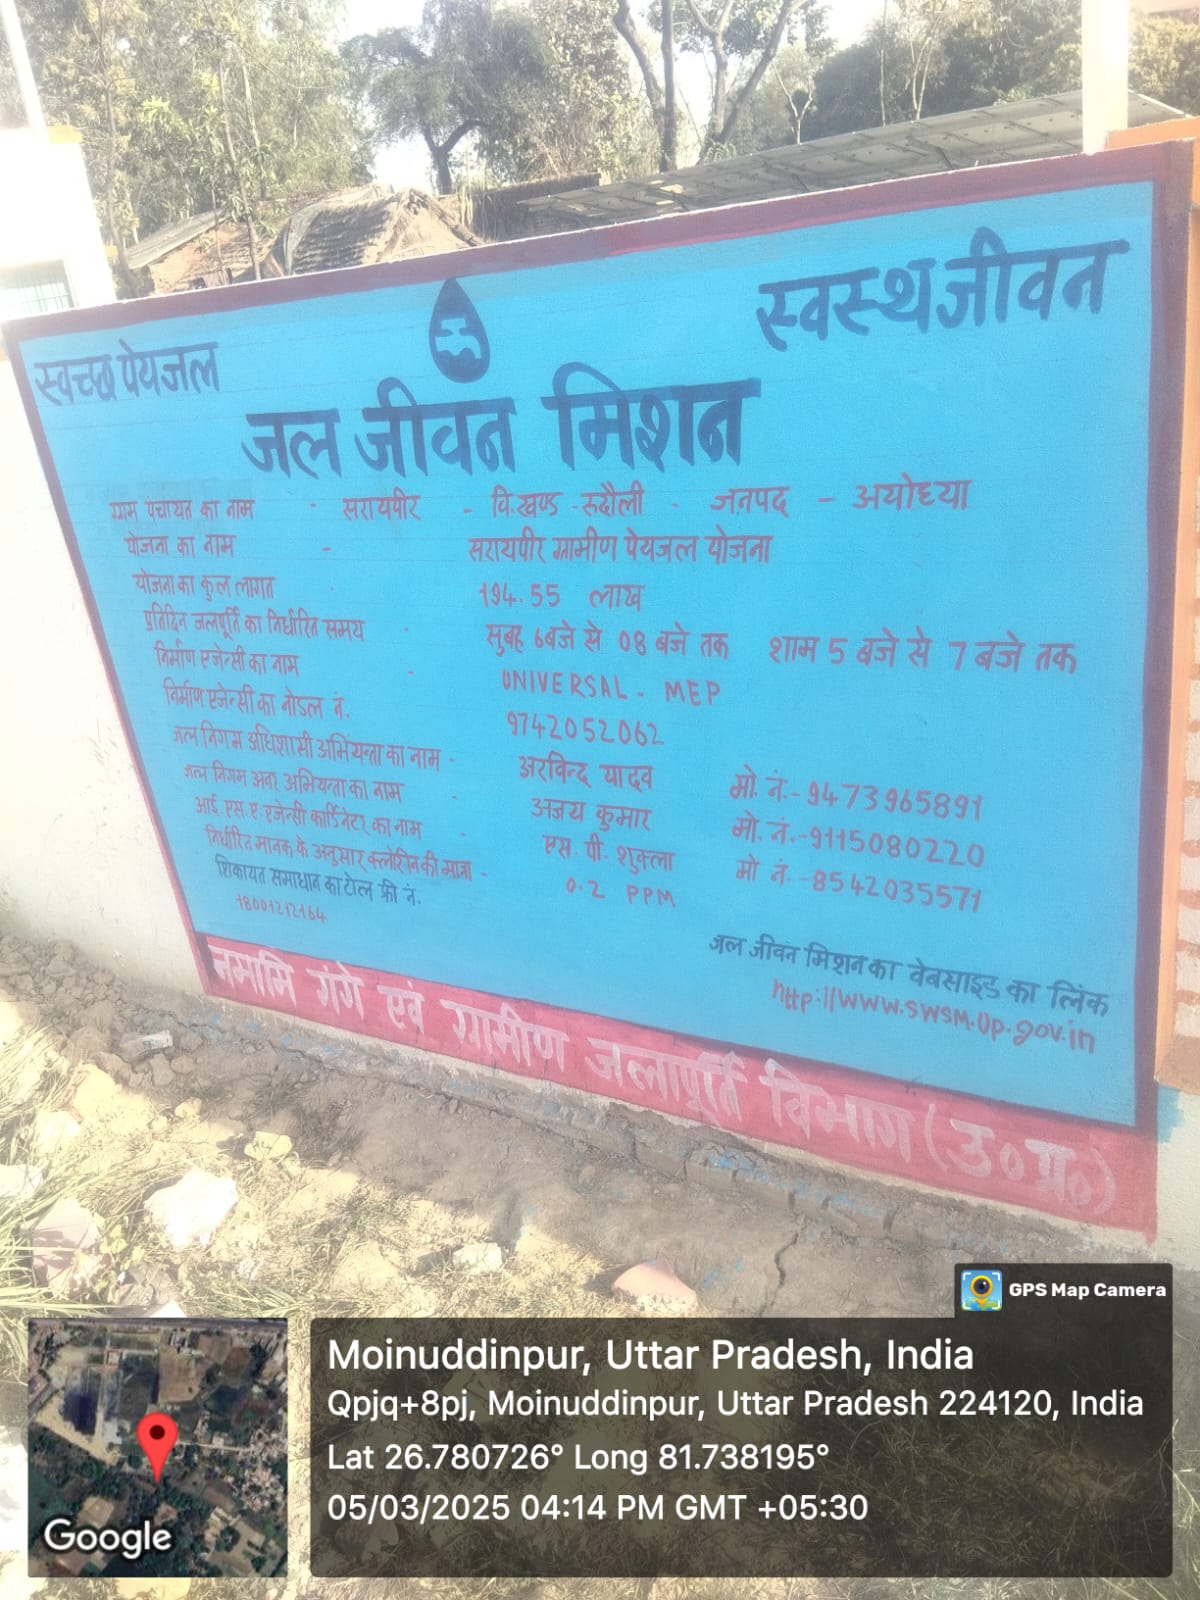 स्वच्छ पेयजल
स्वस्थ जीवन
जल जीवन मिशन
ग्राम पंचायत का नाम - सरायपीर - वि.खण्ड - रुदौली - जनपद - अयोध्या
योजना का नाम - सरायपीर ग्रामीण पेयजल योजना
योजना का कुल लागत - 194.55 लाख
प्रतिदिन जलपूर्ति का निर्धारित समय - सुबह 6 बजे से 08 बजे तक शाम 5 बजे से 7 बजे तक
निर्माण एजेन्सी का नाम - UNIVERSAL - MEP
निर्माण एजेन्सी का नोडल नं. 9742052062
जल निगम अधिशासी अभियन्ता का नाम - अरविन्द यादव मो. नं.- 9473965891
जल निगम अवर अभियन्ता का नाम - अजय कुमार मो. नं.-9115080220
आई.एस.ए. एजेन्सी कार्डिनेटर का नाम - एस. पी. शुक्ला मो नं.-8542035571
निर्धारित मानक के अनुसार क्लोरीन की मात्रा - 0.2 PPM
शिकायत समाधान का टोल फ्री नं.
18001212164
जल जीवन मिशन का वेबसाइड का लिंक
http://www.swsm.up.gov.in
नमामि गंगे एवं ग्रामीण जलापूर्ति विभाग (उ०प्र०)
GPS Map Camera
Moinuddinpur, Uttar Pradesh, India
Qpjq+8pj, Moinuddinpur, Uttar Pradesh 224120, India
Lat 26.780726° Long 81.738195°
05/03/2025 04:14 PM GMT +05:30
Google